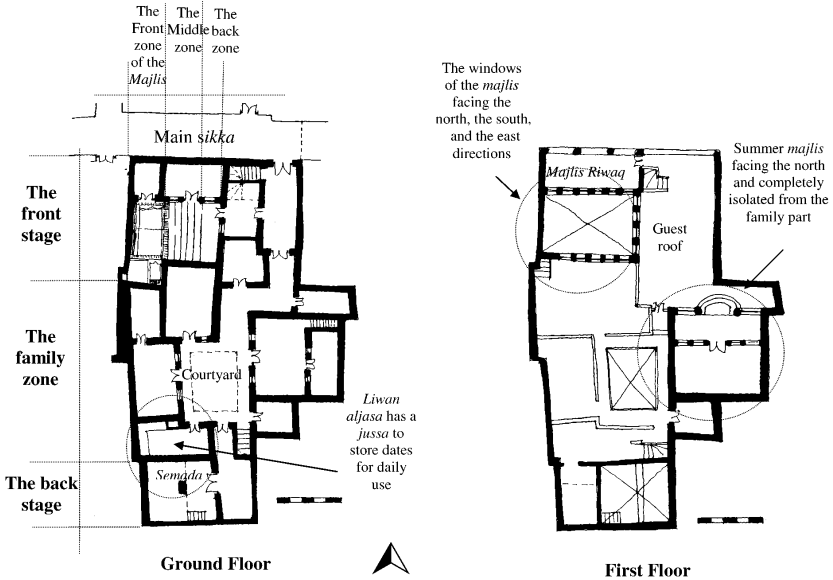 The
Front
zone
of the
Majlis
The
Middle
zone
The
back
zone
Main sikka
The
front
stage
The
family
zone
The back
stage
Courtyard
Liwan
aljasa has a
jussa to
store dates
for daily
use
Semada
Ground Floor
The windows
of the majlis
facing the
north, the south,
and the east
directions
Majlis Riwaq
Guest
roof
Summer majlis
facing the north
and completely
isolated from the
family part
First Floor